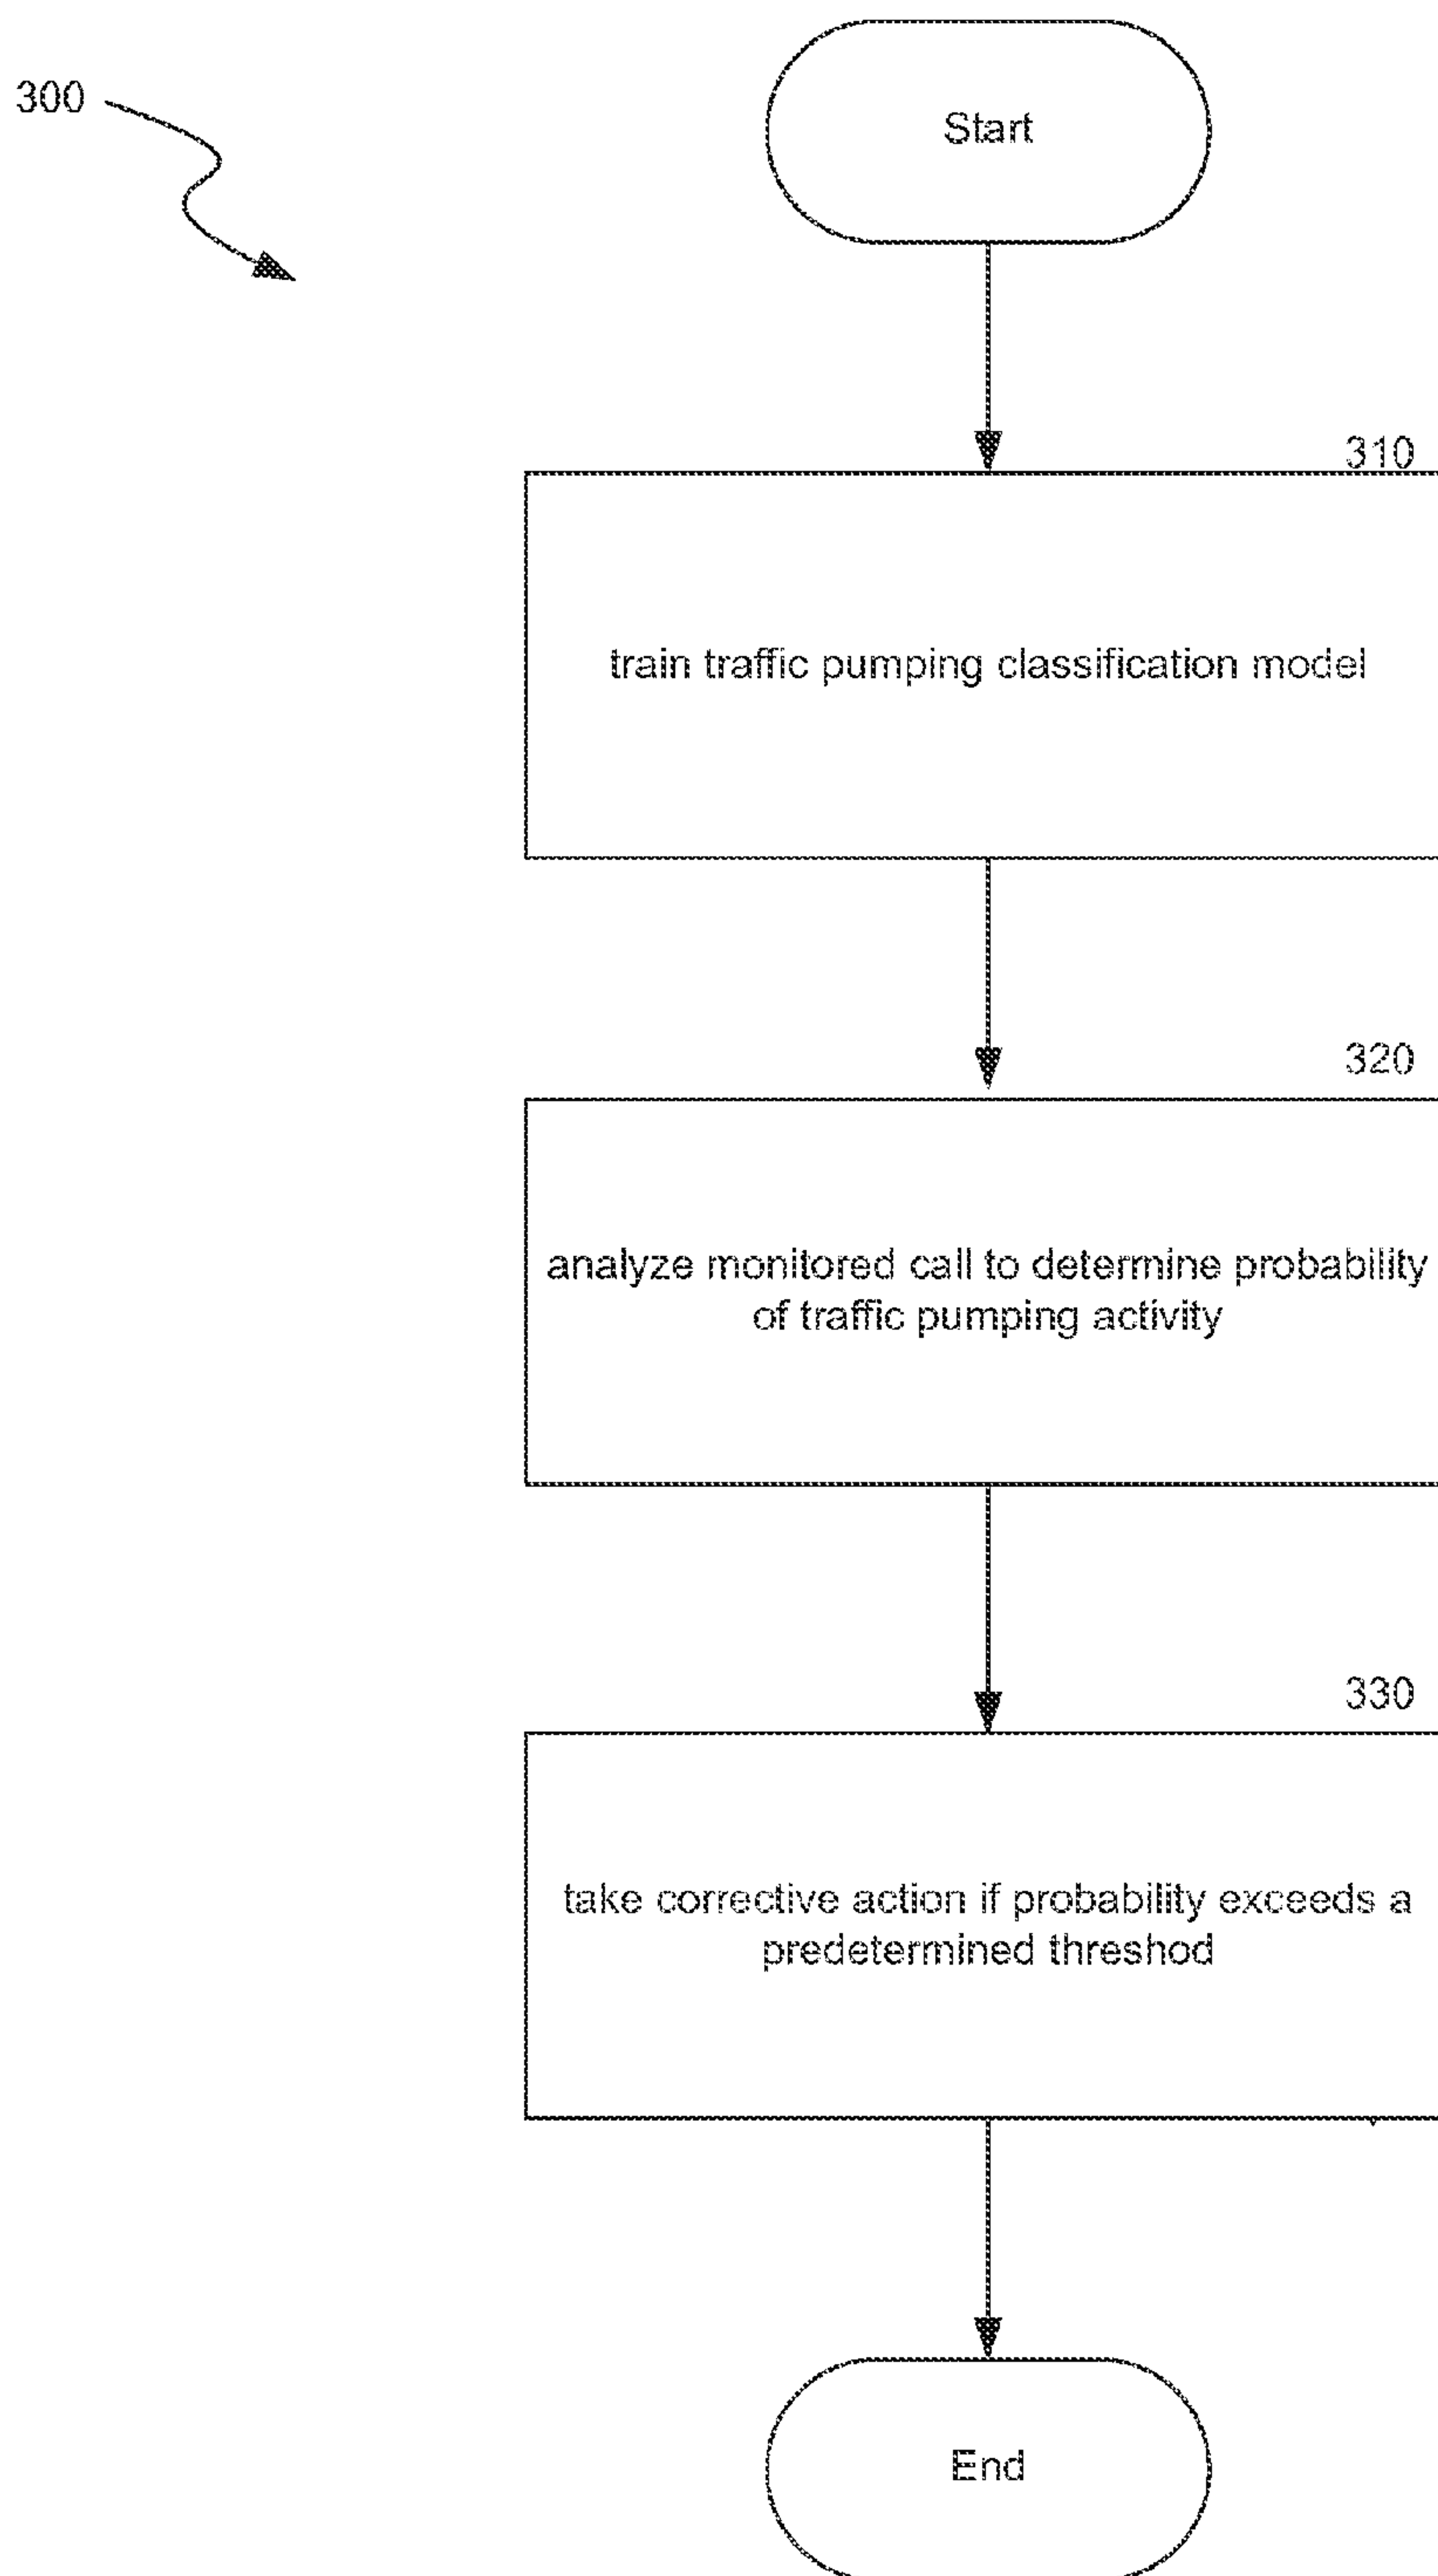 300
Start
310
train traffic pumping classification model
320
analyze monitored call to determine probability
of traffic pumping activity
330
take corrective action if probability exceeds a
predetermined threshod
End